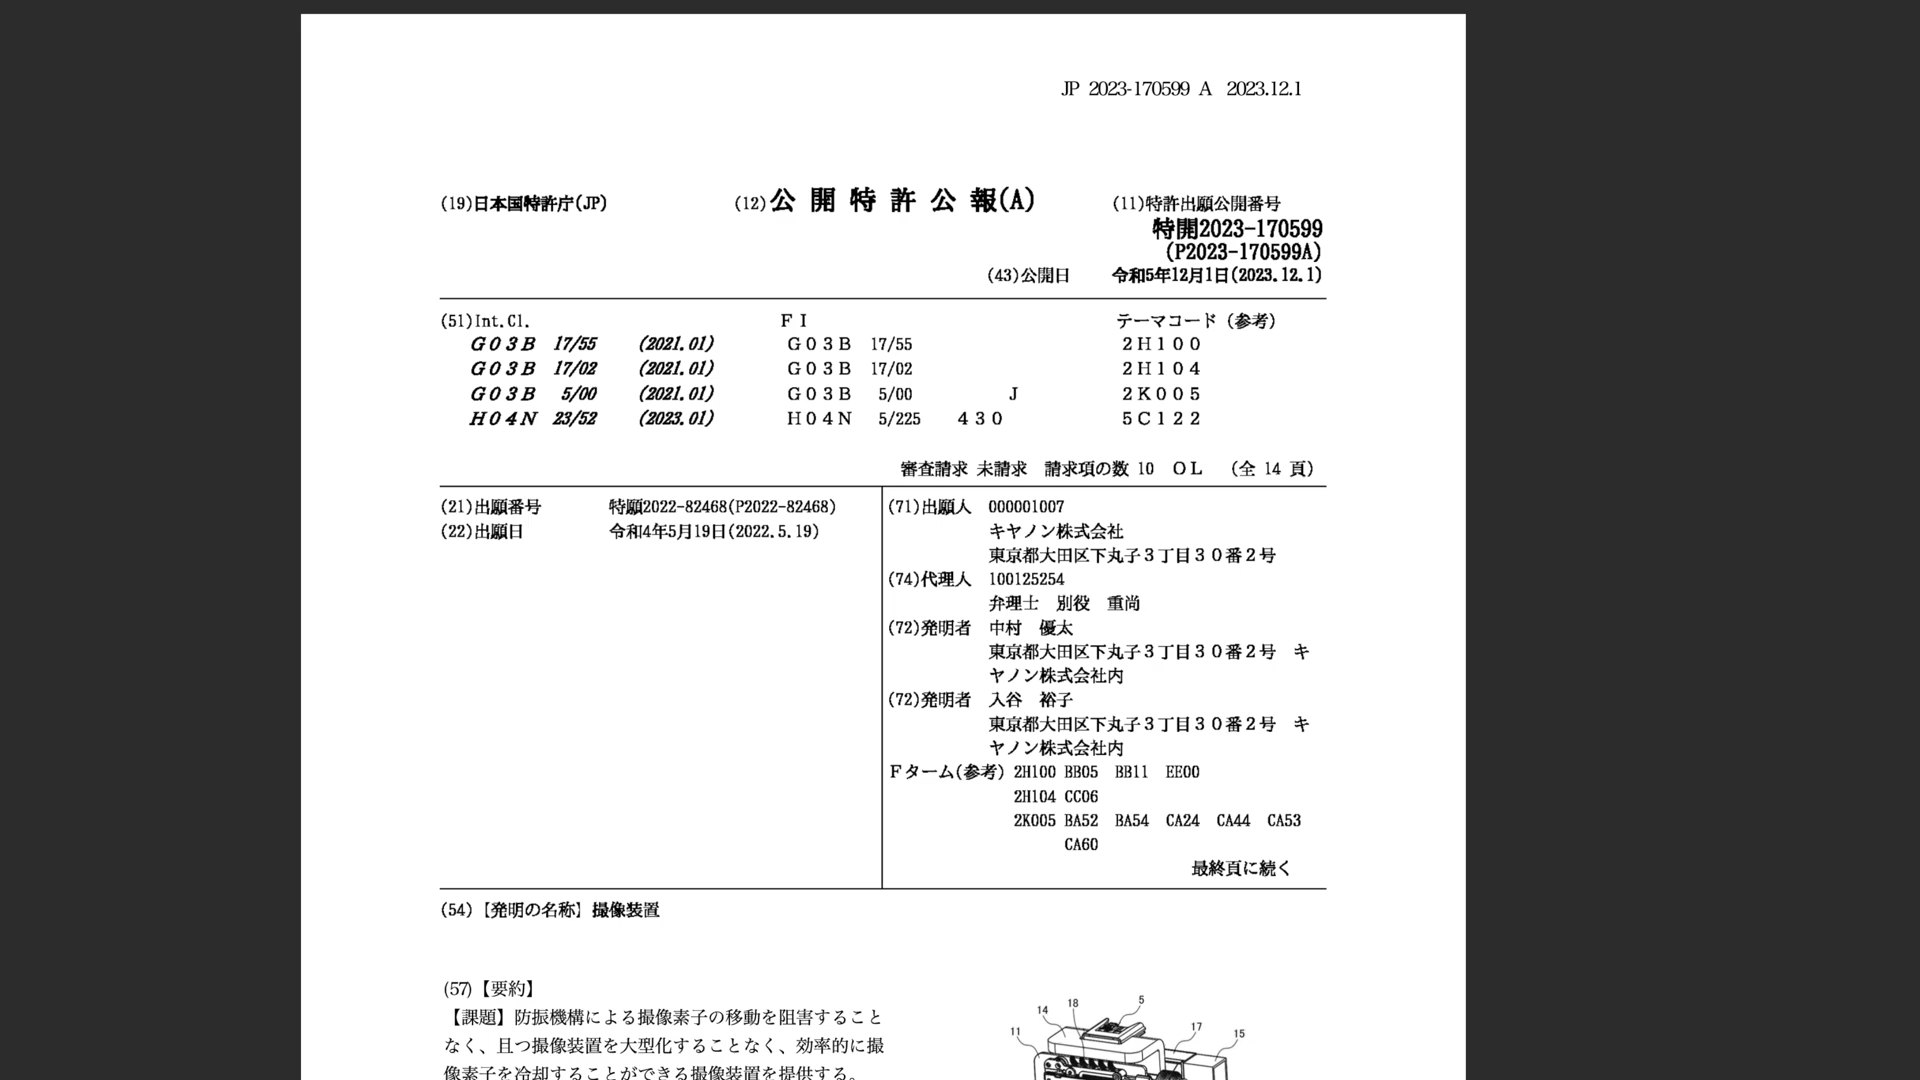 JP 2023-170599 A 2023.12.1
(19)日本国特許庁(JP)
(12)公開特許公報(A)
(11)特許出願公開番号
特開2023-170599
(P2023-170599A)
(43)公開日 令和5年12月1日(2023.12.1)
(51)Int.Cl. ＦＩ テーマコード（参考）
G03B 17/55 (2021.01) G03B 17/55 2H100
G03B 17/02 (2021.01) G03B 17/02 2H104
G03B 5/00 (2021.01) G03B 5/00 J 2K005
H04N 23/52 (2023.01) H04N 5/225 430 5C122
審査請求 未請求 請求項の数 10 ＯＬ （全 14 頁）
(21)出願番号 特願2022-82468(P2022-82468)
(22)出願日 令和4年5月19日(2022.5.19)
(71)出願人 000001007
キヤノン株式会社
東京都大田区下丸子３丁目３０番２号
(74)代理人 100125254
弁理士 別役 重尚
(72)発明者 中村 優太
東京都大田区下丸子３丁目３０番２号 キ
ヤノン株式会社内
(72)発明者 入谷 裕子
東京都大田区下丸子３丁目３０番２号 キ
ヤノン株式会社内
Ｆターム(参考) 2H100 BB05 BB11 EE00
2H104 CC06
2K005 BA52 BA54 CA24 CA44 CA53
CA60
最終頁に続く
(54)【発明の名称】撮像装置
(57)【要約】
【課題】防振機構による撮像素子の移動を阻害すること
なく、且つ撮像装置を大型化することなく、効率的に撮
像素子を冷却することができる撮像装置を提供する。
5
18
14
11
17
15